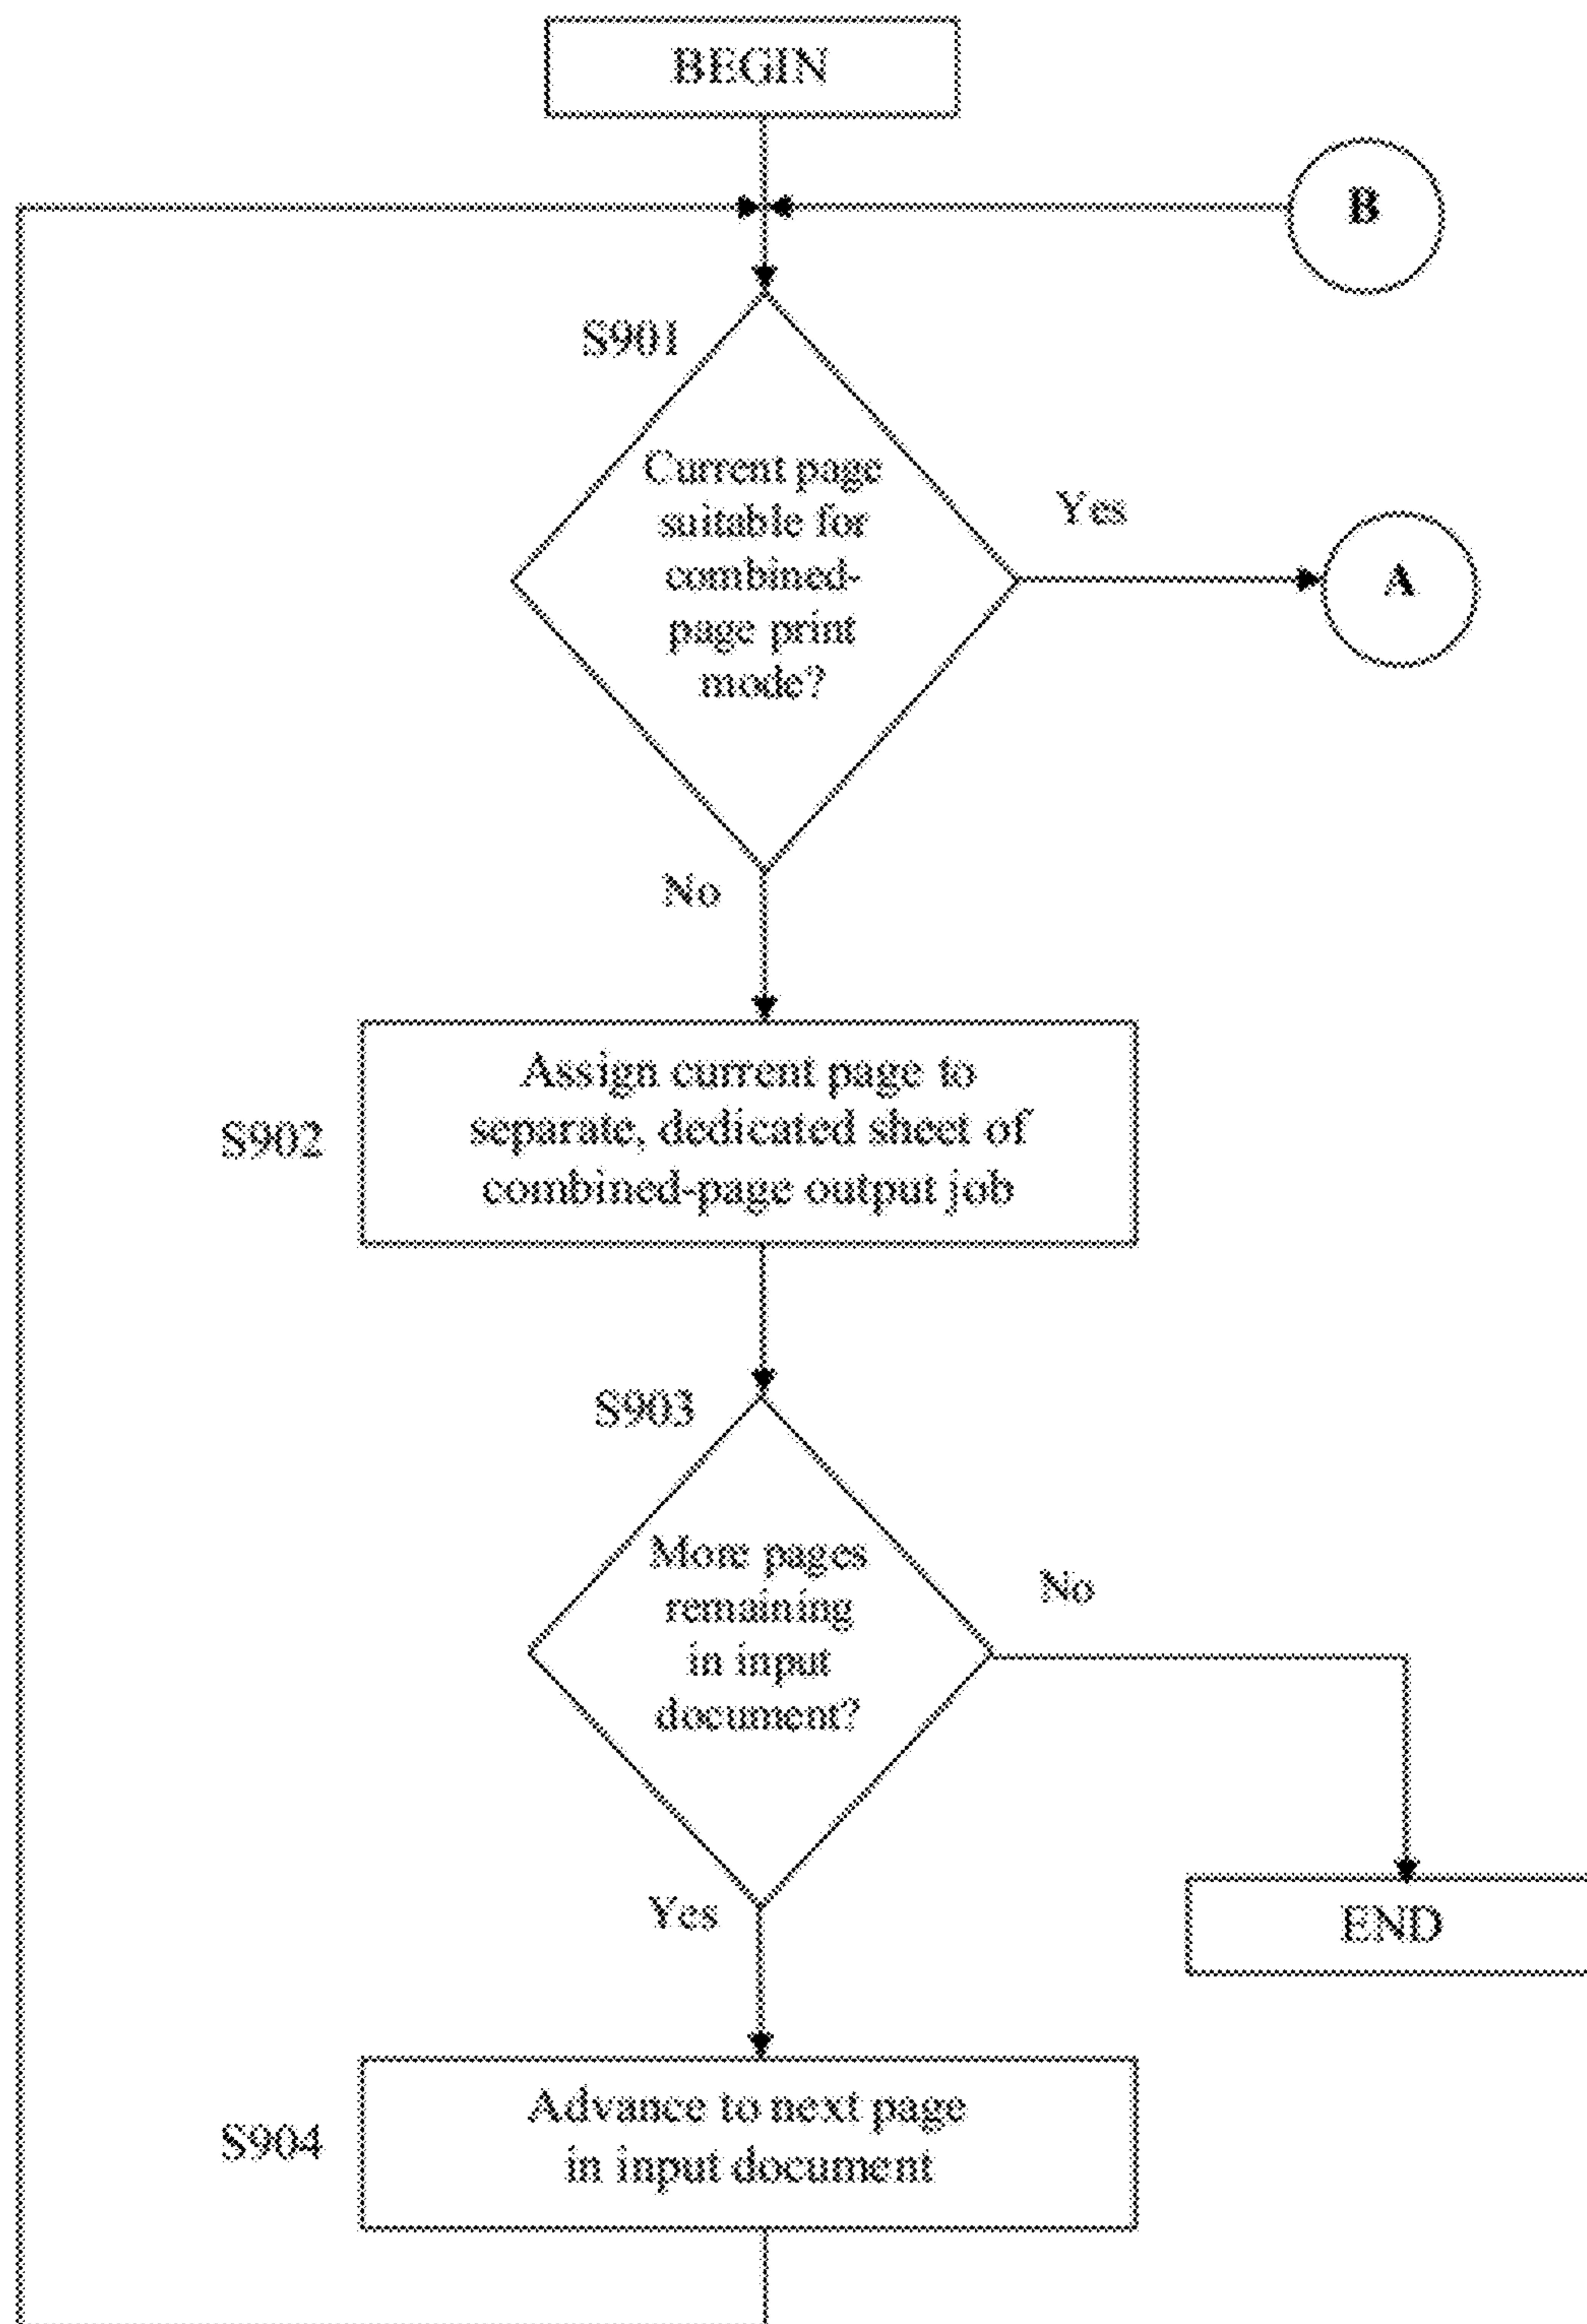 BEGIN
B
S901
Current page
suitable for
combined-
page print
mode?
Yes
A
No
S902
Assign current page to
separate, dedicated sheet of
combined-page output job
S903
More pages
remaining
in input
document?
No
Yes
END
S904
Advance to next page
in input document